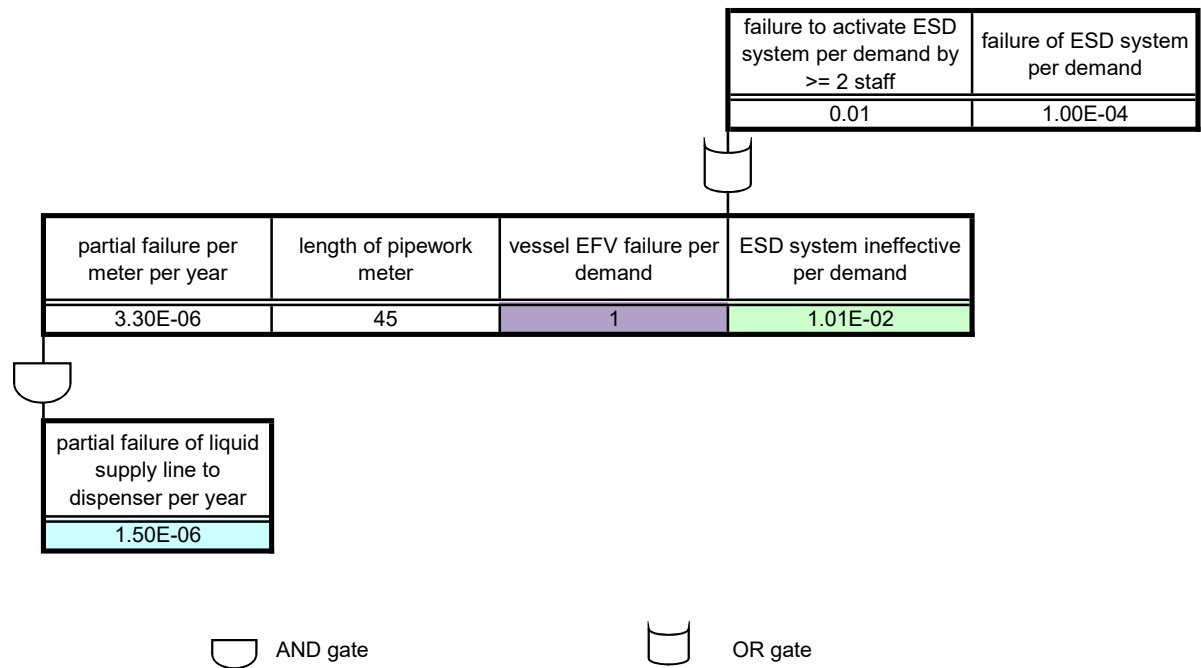 failure to activate ESD
system per demand by
>= 2 staff
failure of ESD system
per demand
0.01
1.00E-04
partial failure per
meter per year
length of pipework
meter
vessel EFV failure per
demand
ESD system ineffective
per demand
3.30E-06
45
1
1.01E-02
partial failure of liquid
supply line to
dispenser per year
1.50E-06
AND gate
OR gate